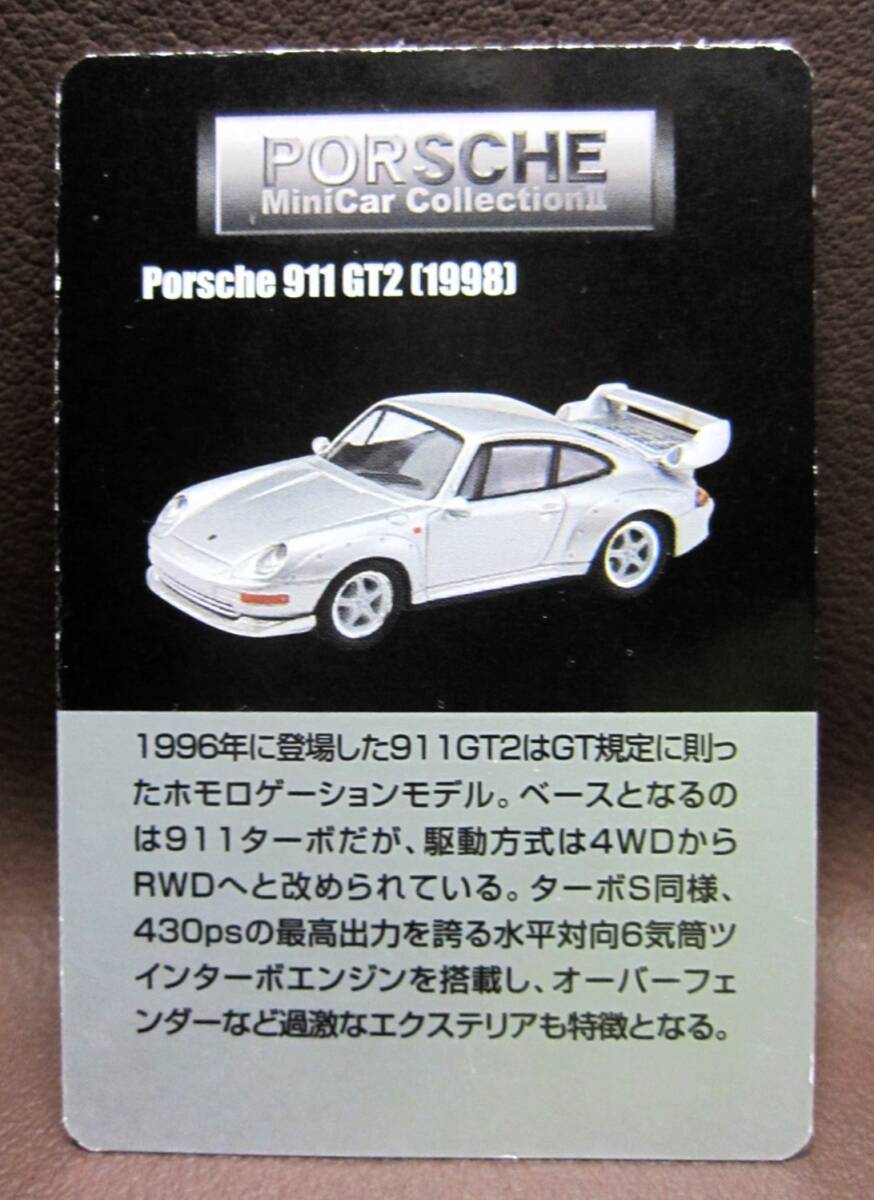 PORSCHE
MiniCar CollectionII
Porsche 911 GT2 (1998)
1996年に登場した911GT2はGT規定に則っ
たホモロゲーションモデル。ベースとなるの
は911ターボだが、駆動方式は4WDから
RWDへと改められている。ターボS同様、
430psの最高出力を誇る水平対向6気筒ツ
インターボエンジンを搭載し、オーバーフェ
ンダーなど過激なエクステリアも特徴となる。